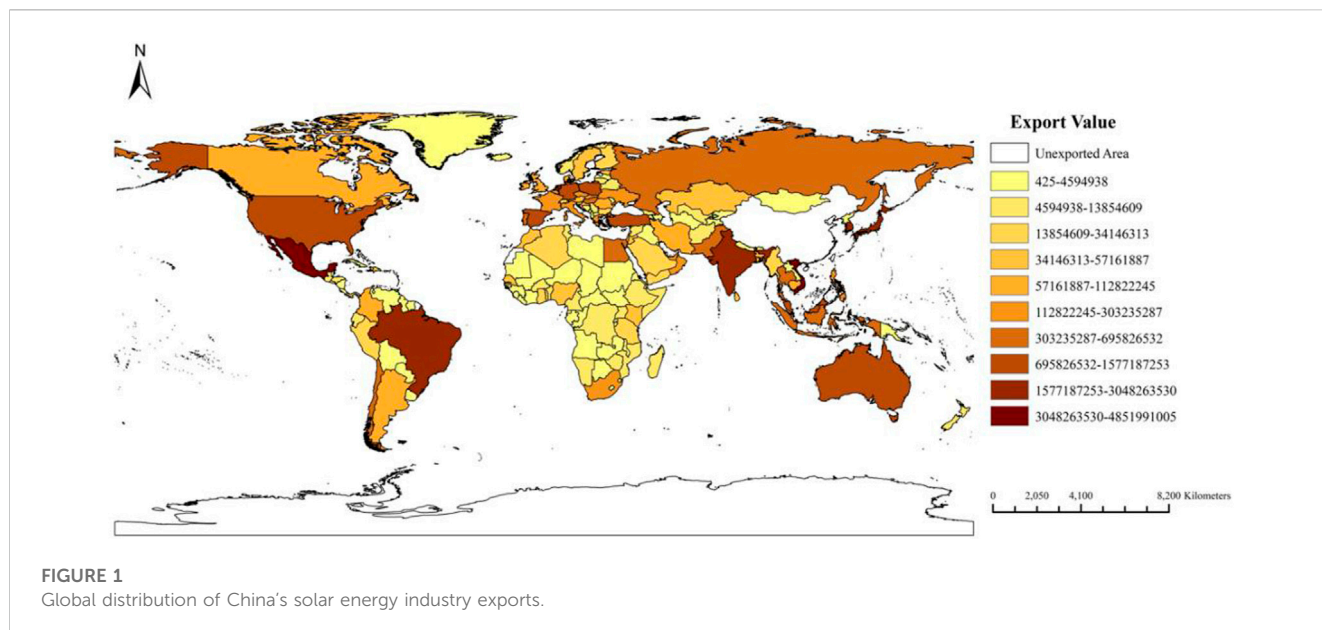 N
Export Value
Unexported Area
425-4594938
4594938-13854609
13854609-34146313
34146313-57161887
57161887-112822245
112822245-303235287
303235287-695826532
695826532-1577187253
1577187253-3048263530
3048263530-4851991005
0 2,050 4,100 8,200 Kilometers
FIGURE 1
Global distribution of China's solar energy industry exports.